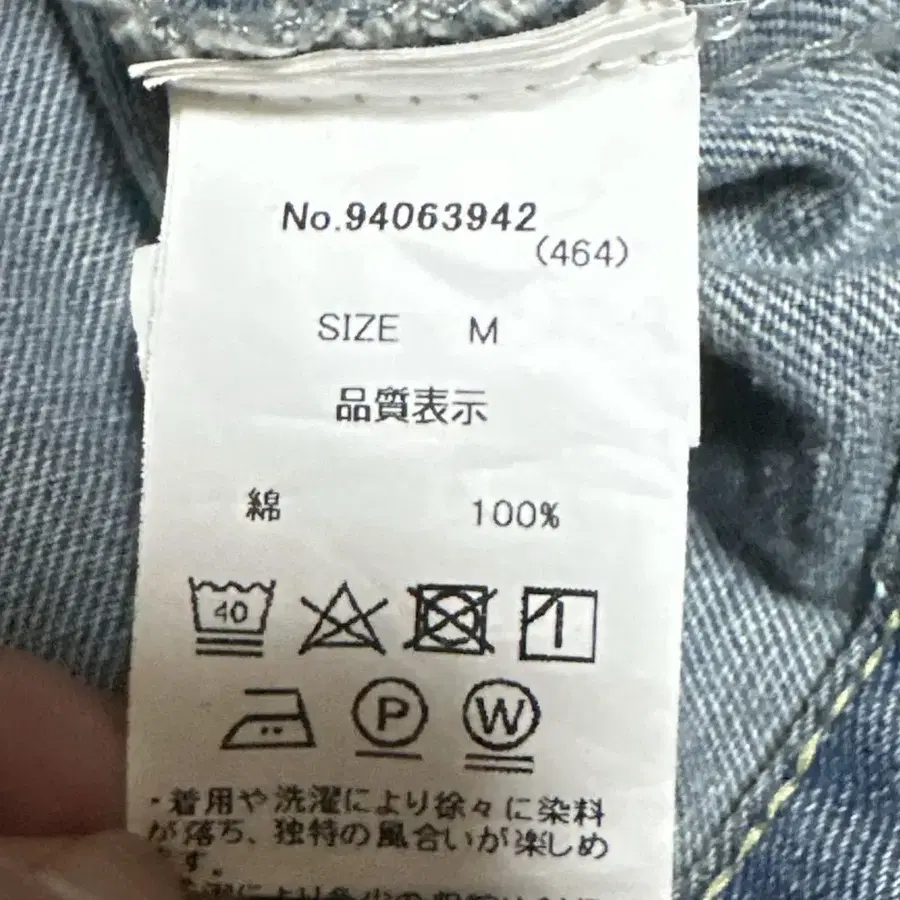 No.94063942
(464)
SIZE M
品質表示
綿 100%
40
P W
・着用や洗濯により徐々に染料
が落ち、独特の風合いが楽しめ
ます。